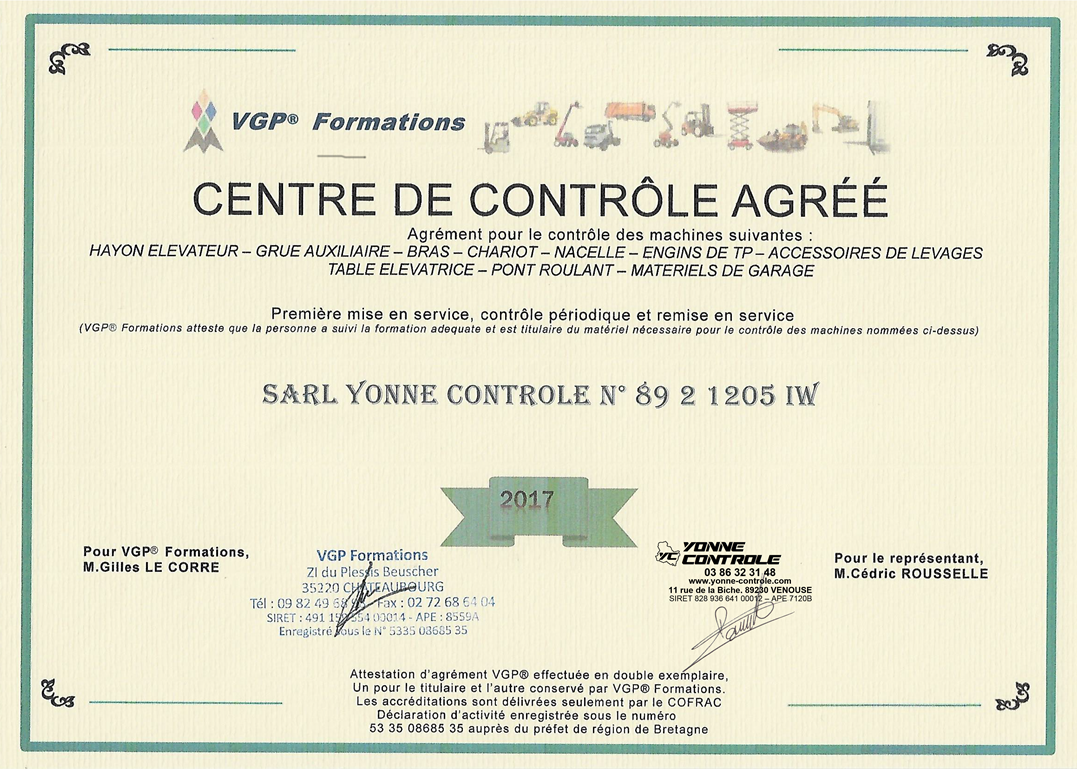 VGP® Formations
CENTRE DE CONTRÔLE AGRÉÉ
Agrément pour le contrôle des machines suivantes :
HAYON ELEVATEUR – GRUE AUXILIAIRE – BRAS – CHARIOT – NACELLE – ENGINS DE TP – ACCESSOIRES DE LEVAGES
TABLE ELEVATRICE – PONT ROULANT – MATERIELS DE GARAGE
Première mise en service, contrôle périodique et remise en service
(VGP® Formations atteste que la personne a suivi la formation adequate et est titulaire du matériel nécessaire pour le contrôle des machines nommées ci-dessus)
SARL YONNE CONTROLE N° 89 2 1205 IW
2017
Pour VGP® Formations,
M.Gilles LE CORRE
VGP Formations
ZI du Plessis Beuscher
35220 CHATEAUBOURG
Tél : 09 82 49 Fax : 02 72 68 64 04
SIRET : 491 554 00014 - APE : 8559A
Enregistré sous le N° 5335 08685 35
YC YONNE
CONTROLE
03 86 32 31 48
www.yonne-contrôle.com
11 rue de la Biche, 89230 VENOUSE
SIRET 828 936 641 00012 – APE 7120B
Pour le représentant,
M.Cédric ROUSSELLE
Attestation d'agrément VGP® effectuée en double exemplaire,
Un pour le titulaire et l'autre conservé par VGP® Formations.
Les accréditations sont délivrées seulement par le COFRAC
Déclaration d'activité enregistrée sous le numéro
53 35 08685 35 auprès du préfet de région de Bretagne